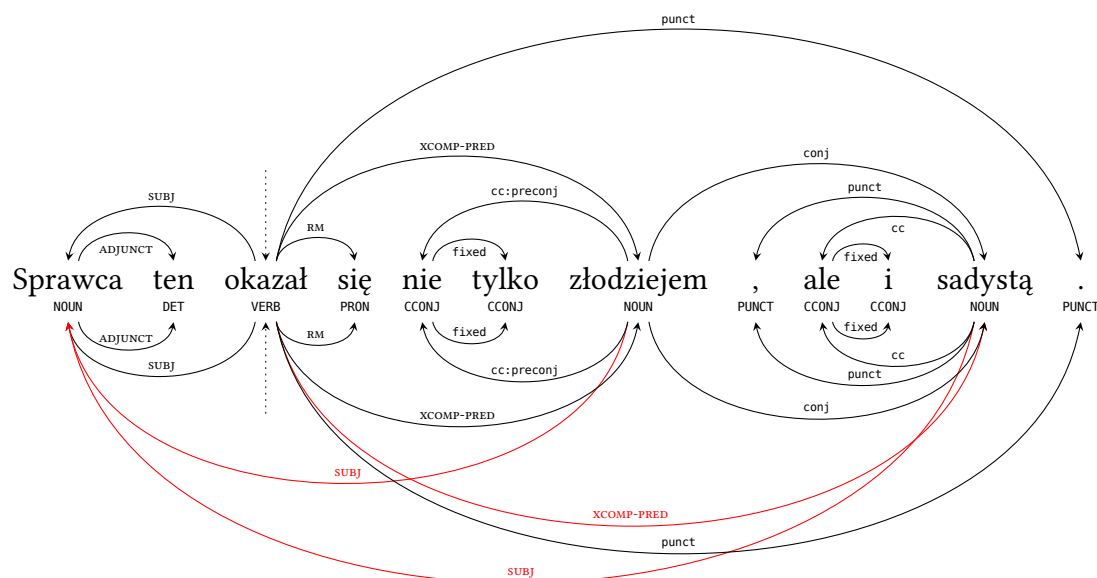 punct
XCOMP-PRED
conj
cc:preconj
punct
SUBJ
cc
RM
ADJUNCT
fixed
fixed
Sprawca ten okazał się nie tylko złodziejem , ale i sadystą .
NOUN DET VERB PRON CCONJ CCONJ NOUN PUNCT CCONJ CCONJ NOUN PUNCT
fixed
fixed
ADJUNCT
RM
cc
SUBJ
cc:preconj
punct
XCOMP-PRED
conj
SUBJ
XCOMP-PRED
punct
SUBJ